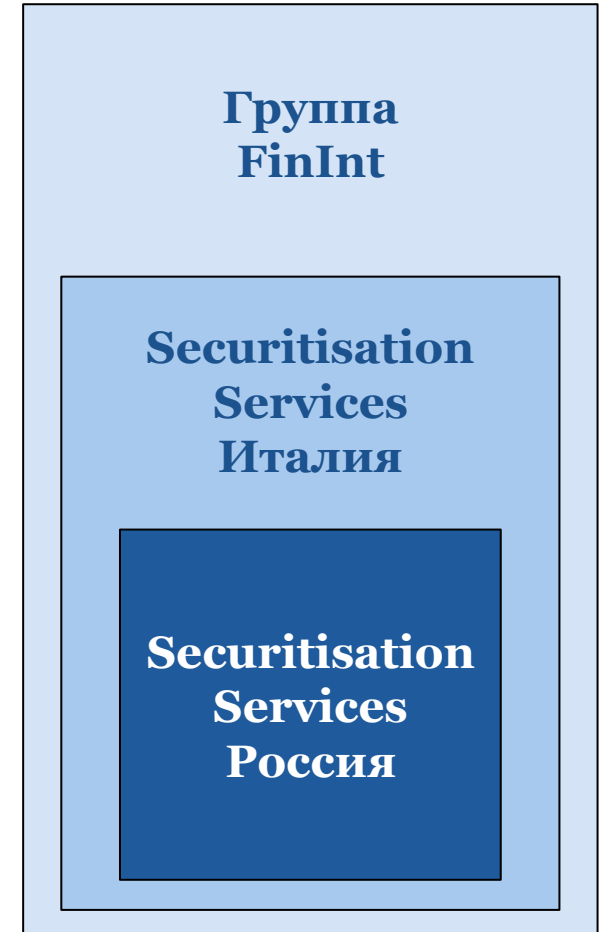 Группа
FinInt
Securitisation
Services
Италия
Securitisation
Services
Россия